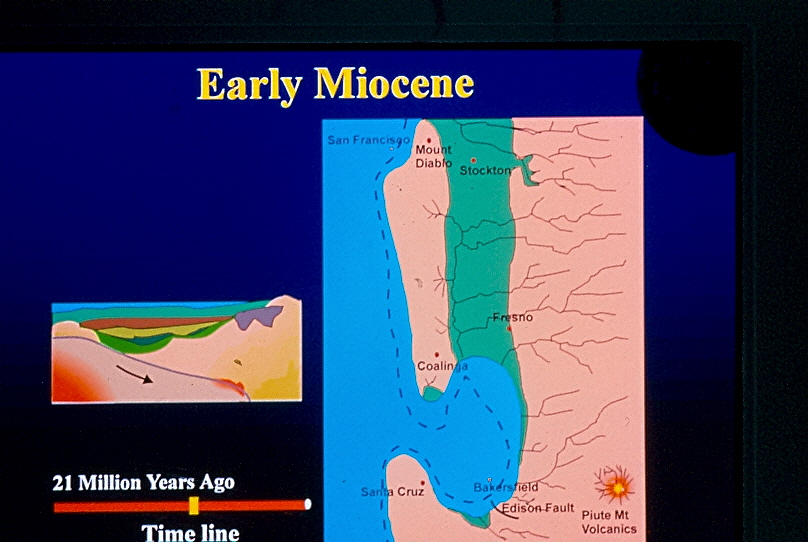 Early Miocene
San Francisco
Mount
Diablo
Stockton
Fresno
Coalinga
21 Million Years Ago
Santa Cruz
Bakersfield
Edison Fault
Piute Mt
Volcanics
Time line